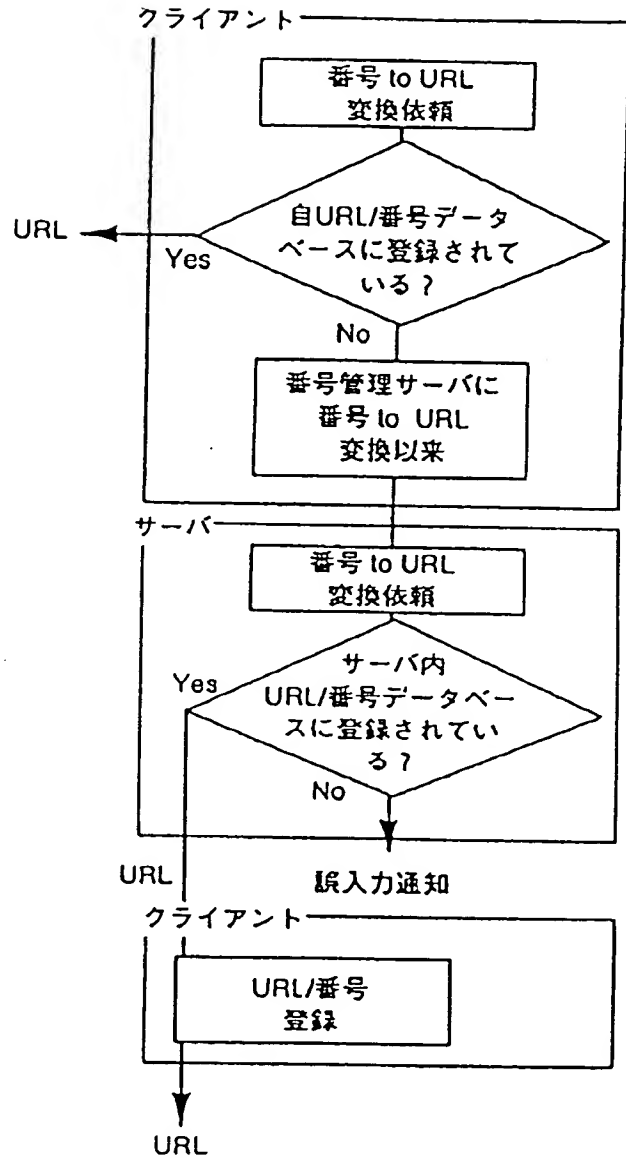 クライアント
番号 to URL
変換依頼
自URL/番号データ
ベースに登録されて
いる？
URL
Yes
No
番号管理サーバに
番号 to URL
変換以来
サーバ
番号 to URL
変換依頼
サーバ内
URL/番号データベー
スに登録されてい
る？
Yes
No
URL
誤入力通知
クライアント
URL/番号
登録
URL